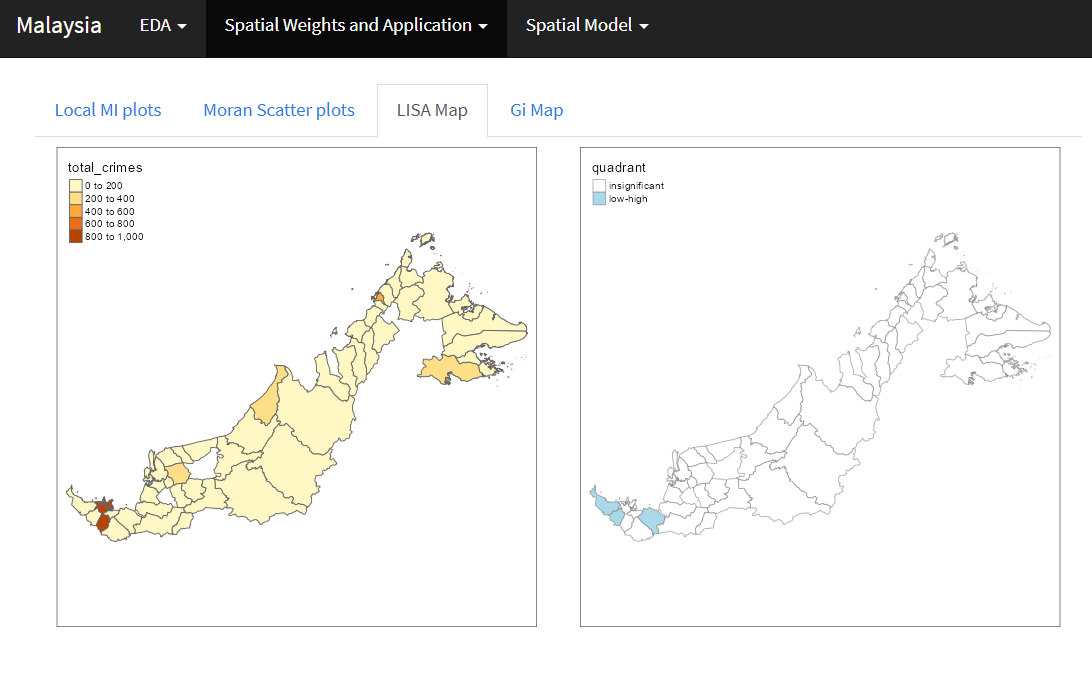 Malaysia EDA Spatial Weights and Application Spatial Model
Local MI plots Moran Scatter plots LISA Map Gi Map
total_crimes
0 to 200
200 to 400
400 to 600
600 to 800
800 to 1,000
quadrant
insignificant
low-high